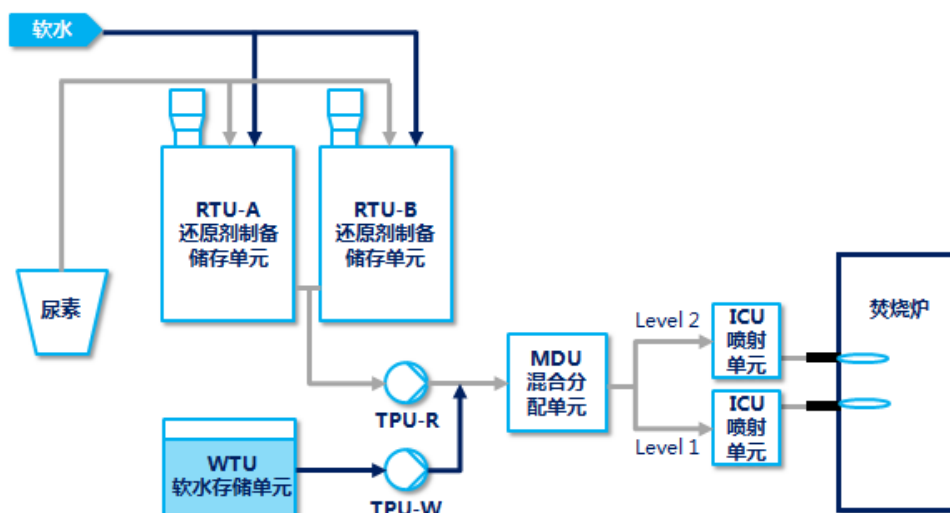 软水
RTU-A
还原剂制备
储存单元
RTU-B
还原剂制备
储存单元
尿素
焚烧炉
Level 2
ICU
喷射
单元
MDU
混合分
配单元
TPU-R
Level 1
ICU
喷射
单元
WTU
软水存储单元
TPU-W